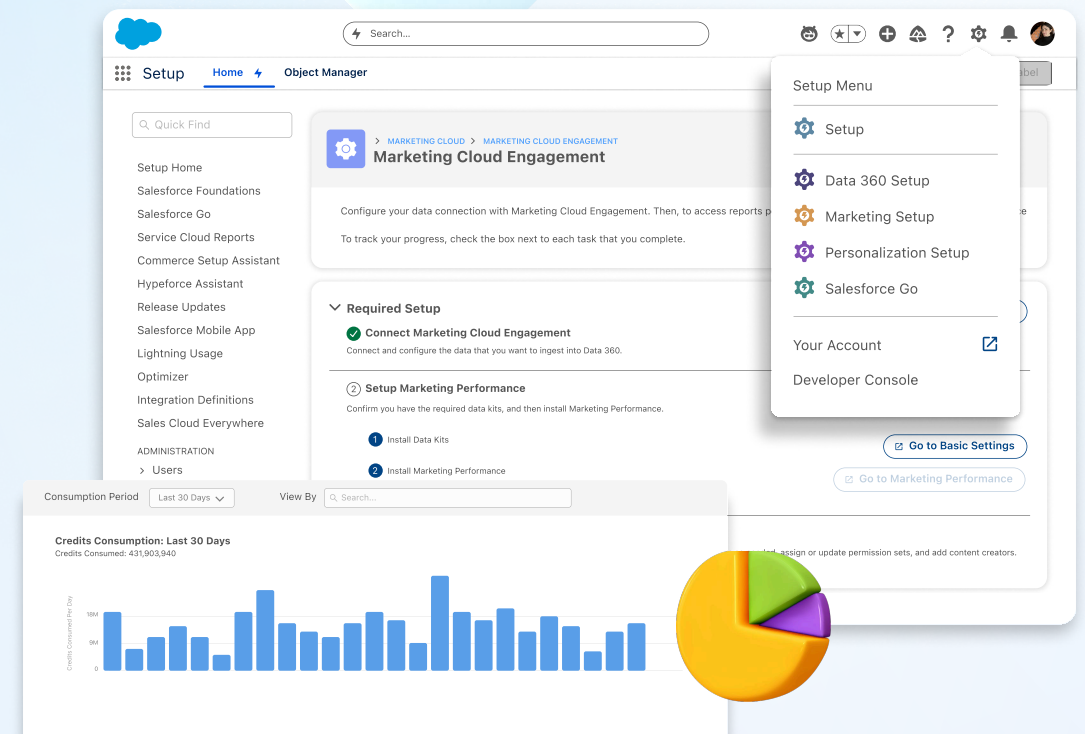 Search...
Setup
Home
Object Manager
Quick Find
Setup Home
Salesforce Foundations
Salesforce Go
Service Cloud Reports
Commerce Setup Assistant
Hypeforce Assistant
Release Updates
Salesforce Mobile App
Lightning Usage
Optimizer
Integration Definitions
Sales Cloud Everywhere
ADMINISTRATION
> Users
> MARKETING CLOUD > MARKETING CLOUD ENGAGEMENT
Marketing Cloud Engagement
Configure your data connection with Marketing Cloud Engagement. Then, to access reports
To track your progress, check the box next to each task that you complete.
Required Setup
Connect Marketing Cloud Engagement
Connect and configure the data that you want to ingest into Data 360.
2 Setup Marketing Performance
Confirm you have the required data kits, and then install Marketing Performance.
1 Install Data Kits
Go to Basic Settings
2 Install Marketing Performance
Go to Marketing Performance
assign or update permission sets, and add content creators.
Setup Menu
Setup
Data 360 Setup
Marketing Setup
Personalization Setup
Salesforce Go
Your Account
Developer Console
Consumption Period
Last 30 Days
View By
Search...
Credits Consumption: Last 30 Days
Credits Consumed: 431,903,940
Credits Consumed Per Day
18M
9M
0